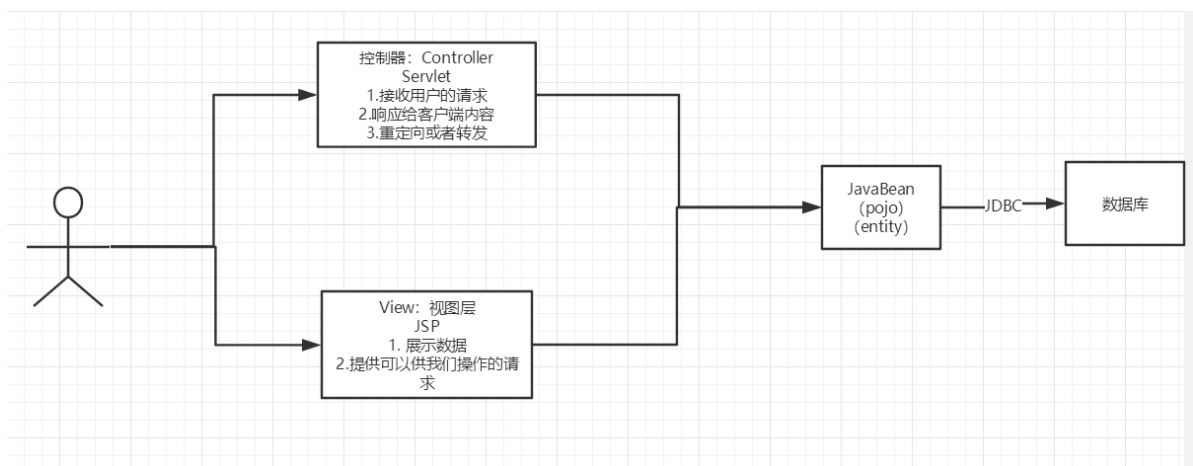 控制器：Controller
Servlet
1.接收用户的请求
2.响应给客户端内容
3.重定向或者转发
View：视图层
JSP
1. 展示数据
2.提供可以供我们操作的请
求
JavaBean
（pojo）
（entity）
JDBC
数据库